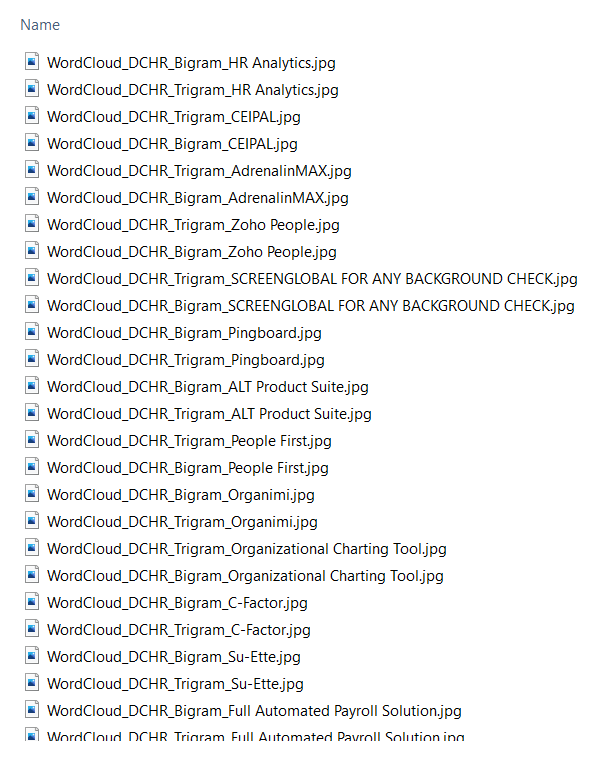 Name
WordCloud_DCHR_Bigram_HR Analytics.jpg
WordCloud_DCHR_Trigram_HR Analytics.jpg
WordCloud_DCHR_Trigram_CEIPAL.jpg
WordCloud_DCHR_Bigram_CEIPAL.jpg
WordCloud_DCHR_Trigram_AdrenalinMAX.jpg
WordCloud_DCHR_Bigram_AdrenalinMAX.jpg
WordCloud_DCHR_Trigram_Zoho People.jpg
WordCloud_DCHR_Bigram_Zoho People.jpg
WordCloud_DCHR_Trigram_SCREENGLOBAL FOR ANY BACKGROUND CHECK.jpg
WordCloud_DCHR_Bigram_SCREENGLOBAL FOR ANY BACKGROUND CHECK.jpg
WordCloud_DCHR_Bigram_Pingboard.jpg
WordCloud_DCHR_Trigram_Pingboard.jpg
WordCloud_DCHR_Bigram_ALT Product Suite.jpg
WordCloud_DCHR_Trigram_ALT Product Suite.jpg
WordCloud_DCHR_Trigram_People First.jpg
WordCloud_DCHR_Bigram_People First.jpg
WordCloud_DCHR_Bigram_Organimi.jpg
WordCloud_DCHR_Trigram_Organimi.jpg
WordCloud_DCHR_Trigram_Organizational Charting Tool.jpg
WordCloud_DCHR_Bigram_Organizational Charting Tool.jpg
WordCloud_DCHR_Bigram_C-Factor.jpg
WordCloud_DCHR_Trigram_C-Factor.jpg
WordCloud_DCHR_Bigram_Su-Ette.jpg
WordCloud_DCHR_Trigram_Su-Ette.jpg
WordCloud_DCHR_Bigram_Full Automated Payroll Solution.jpg
WordCloud_DCHR_Trigram_Full Automated Payroll Solution.jpg